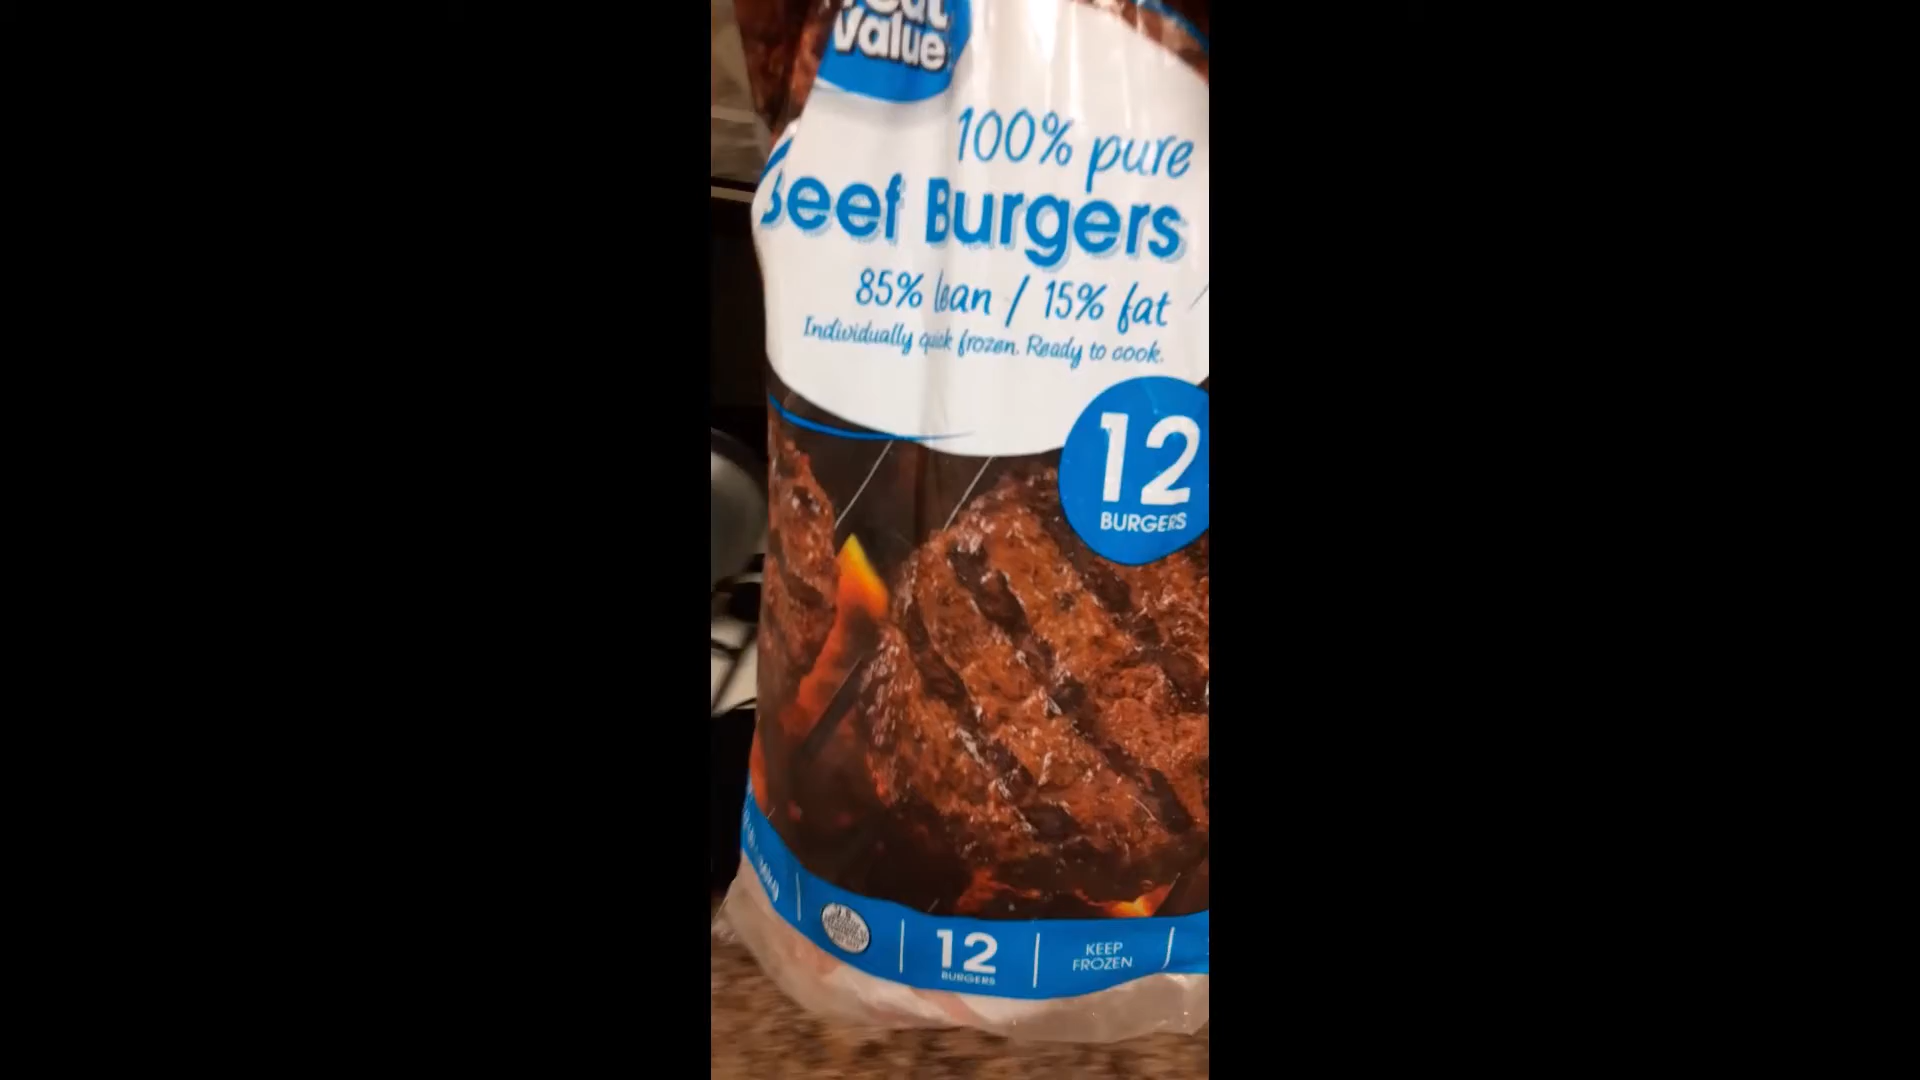 Value
100% pure
Beef Burgers
85% lean / 15% fat
Individually quick frozen. Ready to cook.
12
BURGERS
12
BURGERS
KEEP
FROZEN